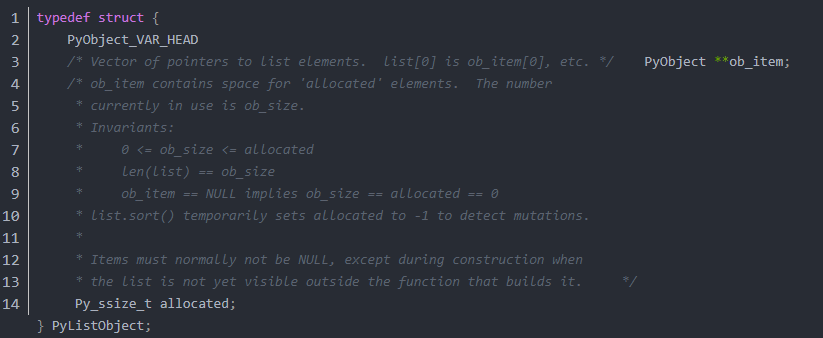 1 typedef struct {
2     PyObject_VAR_HEAD
3     /* Vector of pointers to list elements.  list[0] is ob_item[0], etc. */    PyObject **ob_item;
4     /* ob_item contains space for 'allocated' elements.  The number
5      * currently in use is ob_size.
6      * Invariants:
7      *     0 <= ob_size <= allocated
8      *     len(list) == ob_size
9      *     ob_item == NULL implies ob_size == allocated == 0
10      * list.sort() temporarily sets allocated to -1 to detect mutations.
11      *
12      * Items must normally not be NULL, except during construction when
13      * the list is not yet visible outside the function that builds it.     */
14      Py_ssize_t allocated;
} PyListObject;